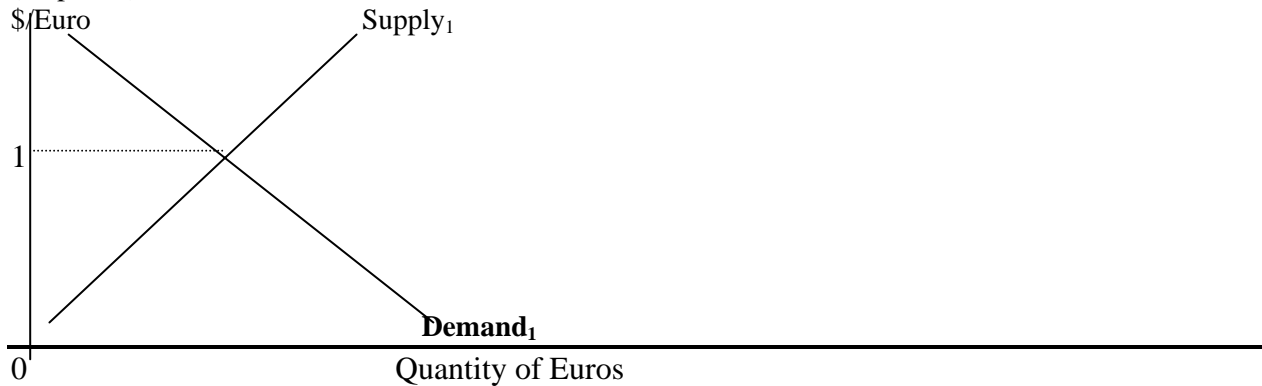 $/Euro
Supply₁
1
Demand₁
0
Quantity of Euros